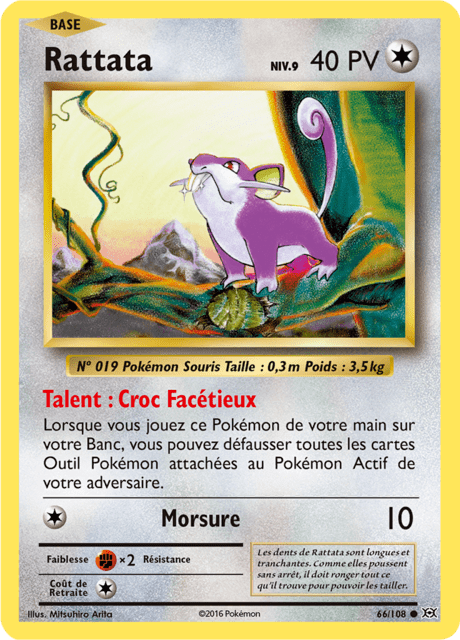 BASE
Rattata NIV.9 40 PV
N° 019 Pokémon Souris Taille : 0,3 m Poids : 3,5 kg
Talent : Croc Facétieux
Lorsque vous jouez ce Pokémon de votre main sur
votre Banc, vous pouvez défausser toutes les cartes
Outil Pokémon attachées au Pokémon Actif de
votre adversaire.
Morsure 10
Faiblesse ×2 Résistance
Coût de
Retraite
Les dents de Rattata sont longues et
tranchantes. Comme elles poussent
sans arrêt, il doit ronger tout ce
qu'il trouve pour pouvoir les tailler.
Illus. Mitsuhiro Arita ©2016 Pokémon 66/108